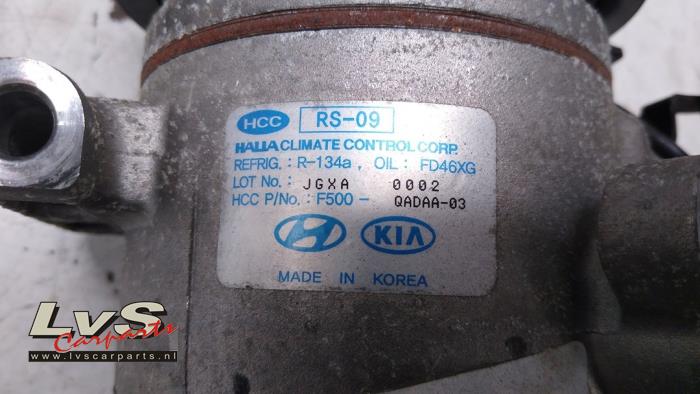 HCC RS-09
HALLA CLIMATE CONTROL CORP.
REFRIG. : R-134a , OIL : FD46XG
LOT No. : JGXA 0002
HCC P/No. : F500 - QADAA-03
KIA
MADE IN KOREA
LvS
Carparts
www.lvscarparts.nl